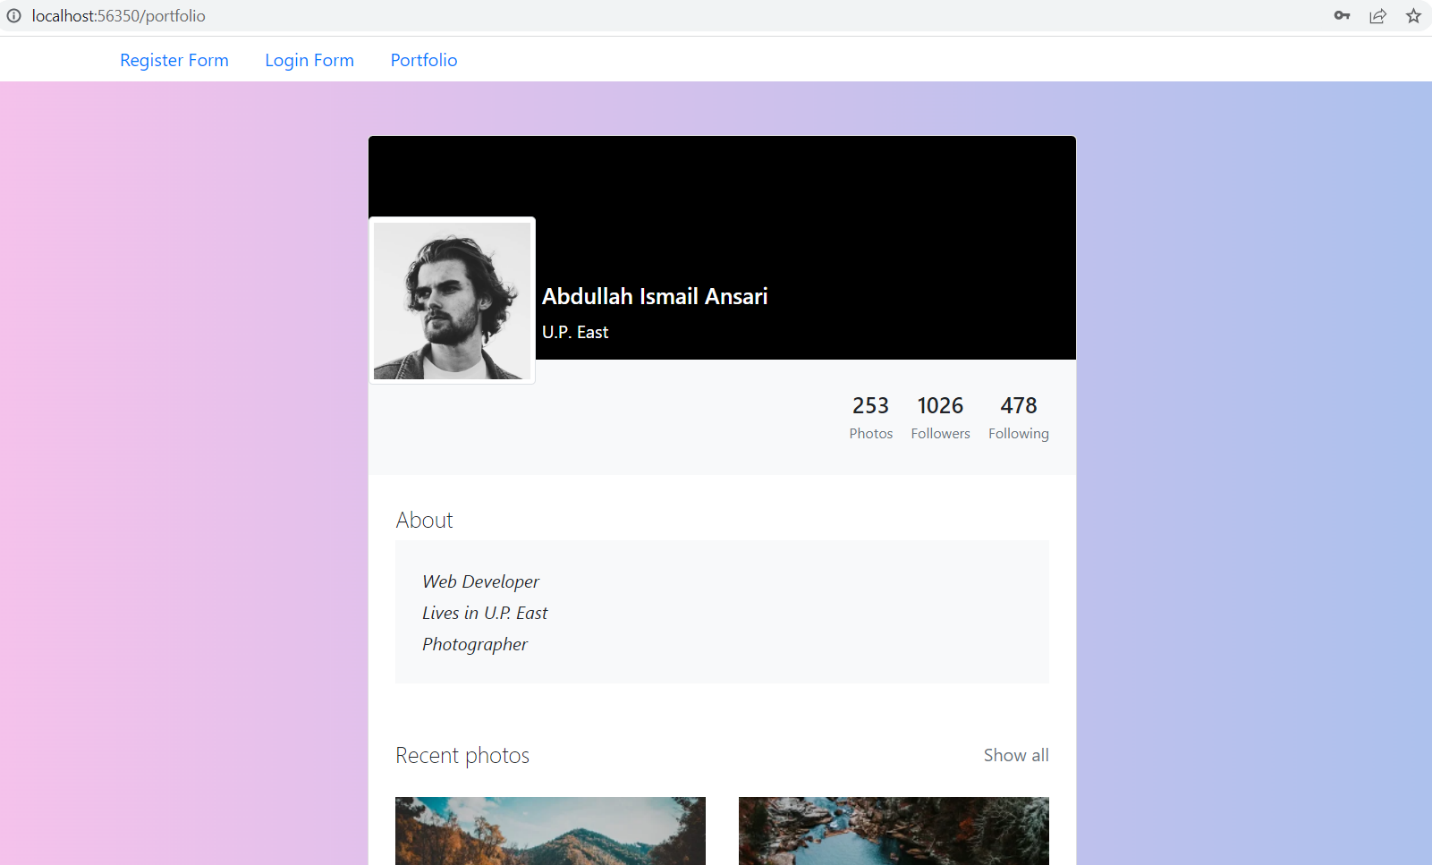 localhost:56350/portfolio
Register Form Login Form Portfolio
Abdullah Ismail Ansari
U.P. East
253 1026 478
Photos Followers Following
About
Web Developer
Lives in U.P. East
Photographer
Recent photos Show all